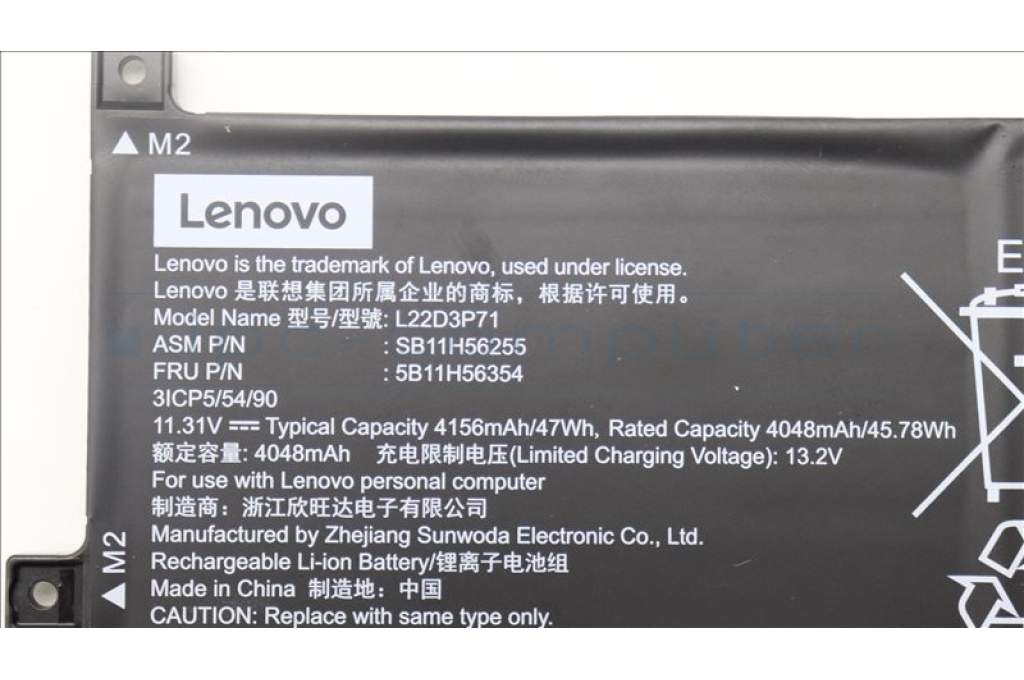 M2
Lenovo
Lenovo is the trademark of Lenovo, used under license.
Lenovo 是联想集团所属企业的商标，根据许可使用。
Model Name 型号/型號: L22D3P71
ASM P/N : SB11H56255
FRU P/N : 5B11H56354
3ICP5/54/90
11.31V ⎓ Typical Capacity 4156mAh/47Wh, Rated Capacity 4048mAh/45.78Wh
额定容量: 4048mAh 充电限制电压(Limited Charging Voltage): 13.2V
For use with Lenovo personal computer
制造商：浙江欣旺达电子有限公司
Manufactured by Zhejiang Sunwoda Electronic Co., Ltd.
Rechargeable Li-ion Battery/锂离子电池组
Made in China 制造地：中国
CAUTION: Replace with same type only.
M2
E